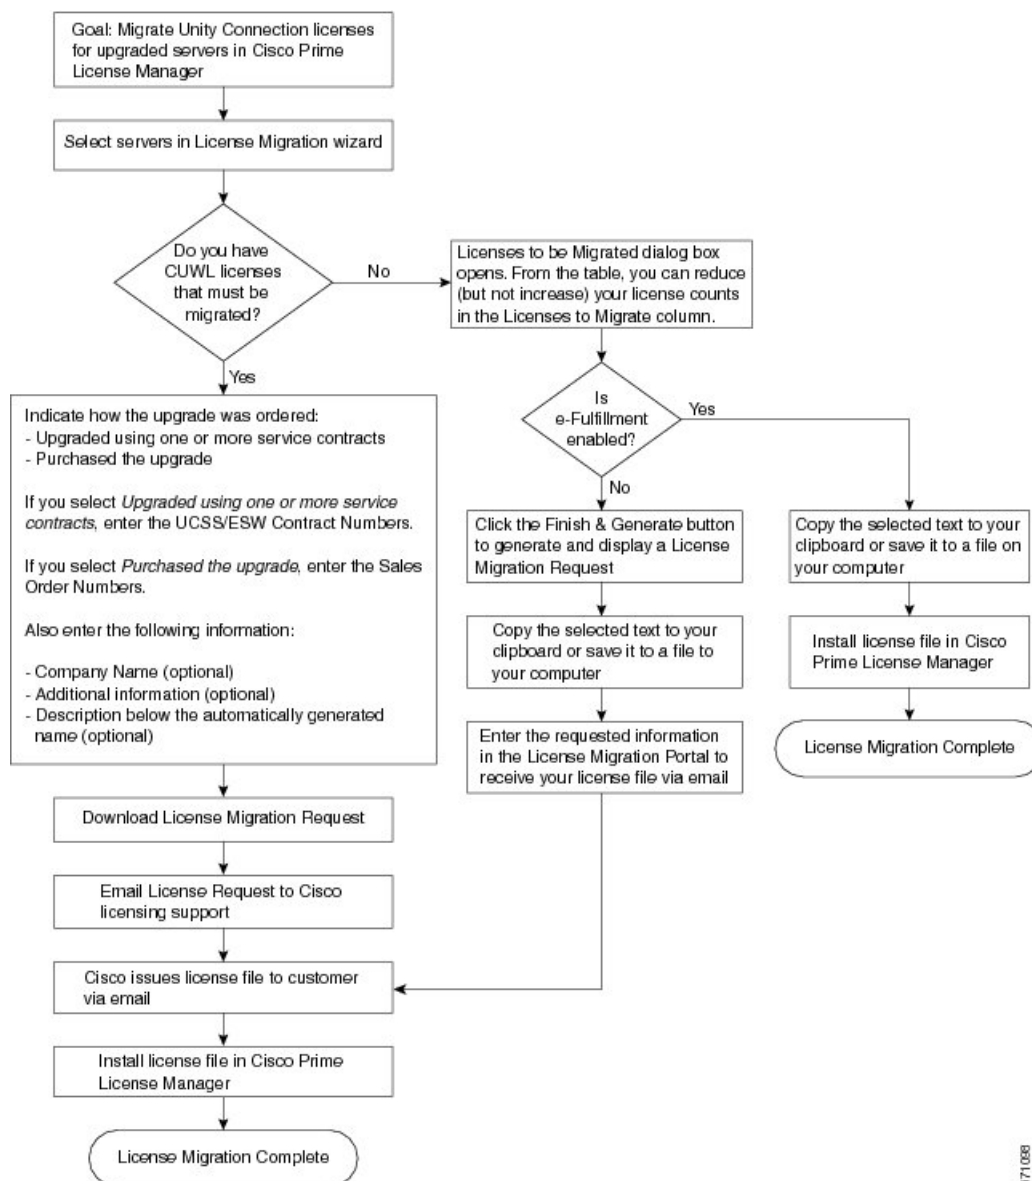 Goal: Migrate Unity Connection licenses
for upgraded servers in Cisco Prime
License Manager
Select servers in License Migration wizard
Do you have
CUWL licenses
that must be
migrated?
No
Licenses to be Migrated dialog box
opens. From the table, you can reduce
(but not increase) your license counts
in the Licenses to Migrate column.
Yes
Indicate how the upgrade was ordered:
- Upgraded using one or more service contracts
- Purchased the upgrade
If you select Upgraded using one or more service
contracts, enter the UCSS/ESW Contract Numbers.
If you select Purchased the upgrade, enter the Sales
Order Numbers.
Also enter the following information:
- Company Name (optional)
- Additional information (optional)
- Description below the automatically generated
name (optional)
Is
e-Fulfillment
enabled?
Yes
No
Click the Finish & Generate button
to generate and display a License
Migration Request
Copy the selected text to your
clipboard or save it to a file to
your computer
Enter the requested information
in the License Migration Portal to
receive your license file via email
Copy the selected text to your
clipboard or save it to a file on
your computer
Install license file in Cisco
Prime License Manager
License Migration Complete
Download License Migration Request
Email License Request to Cisco
licensing support
Cisco issues license file to customer
via email
Install license file in Cisco Prime
License Manager
License Migration Complete